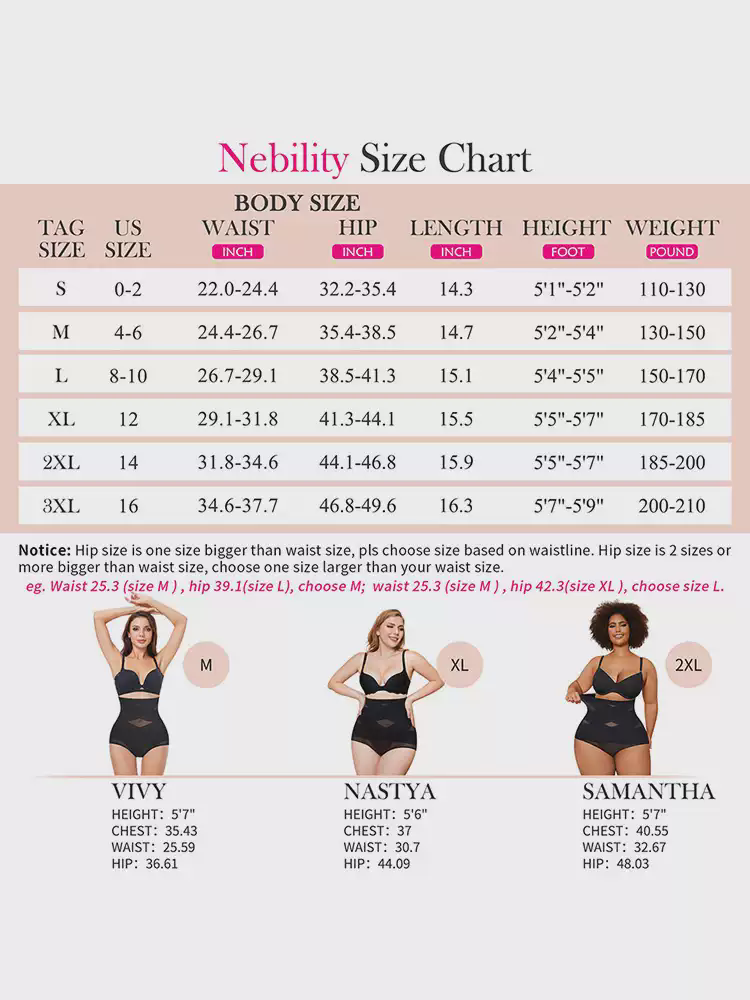 Nebility Size Chart
BODY SIZE
TAG SIZE US SIZE WAIST INCH HIP INCH LENGTH INCH HEIGHT FOOT WEIGHT POUND
S 0-2 22.0-24.4 32.2-35.4 14.3 5'1"-5'2" 110-130
M 4-6 24.4-26.7 35.4-38.5 14.7 5'2"-5'4" 130-150
L 8-10 26.7-29.1 38.5-41.3 15.1 5'4"-5'5" 150-170
XL 12 29.1-31.8 41.3-44.1 15.5 5'5"-5'7" 170-185
2XL 14 31.8-34.6 44.1-46.8 15.9 5'5"-5'7" 185-200
3XL 16 34.6-37.7 46.8-49.6 16.3 5'7"-5'9" 200-210
Notice: Hip size is one size bigger than waist size, pls choose size based on waistline. Hip size is 2 sizes or
more bigger than waist size, choose one size larger than your waist size.
eg. Waist 25.3 (size M ) , hip 39.1(size L), choose M; waist 25.3 (size M ) , hip 42.3(size XL ), choose size L.
M
XL
2XL
VIVY
HEIGHT: 5'7"
CHEST: 35.43
WAIST: 25.59
HIP: 36.61
NASTYA
HEIGHT: 5'6"
CHEST: 37
WAIST: 30.7
HIP: 44.09
SAMANTHA
HEIGHT: 5'7"
CHEST: 40.55
WAIST: 32.67
HIP: 48.03